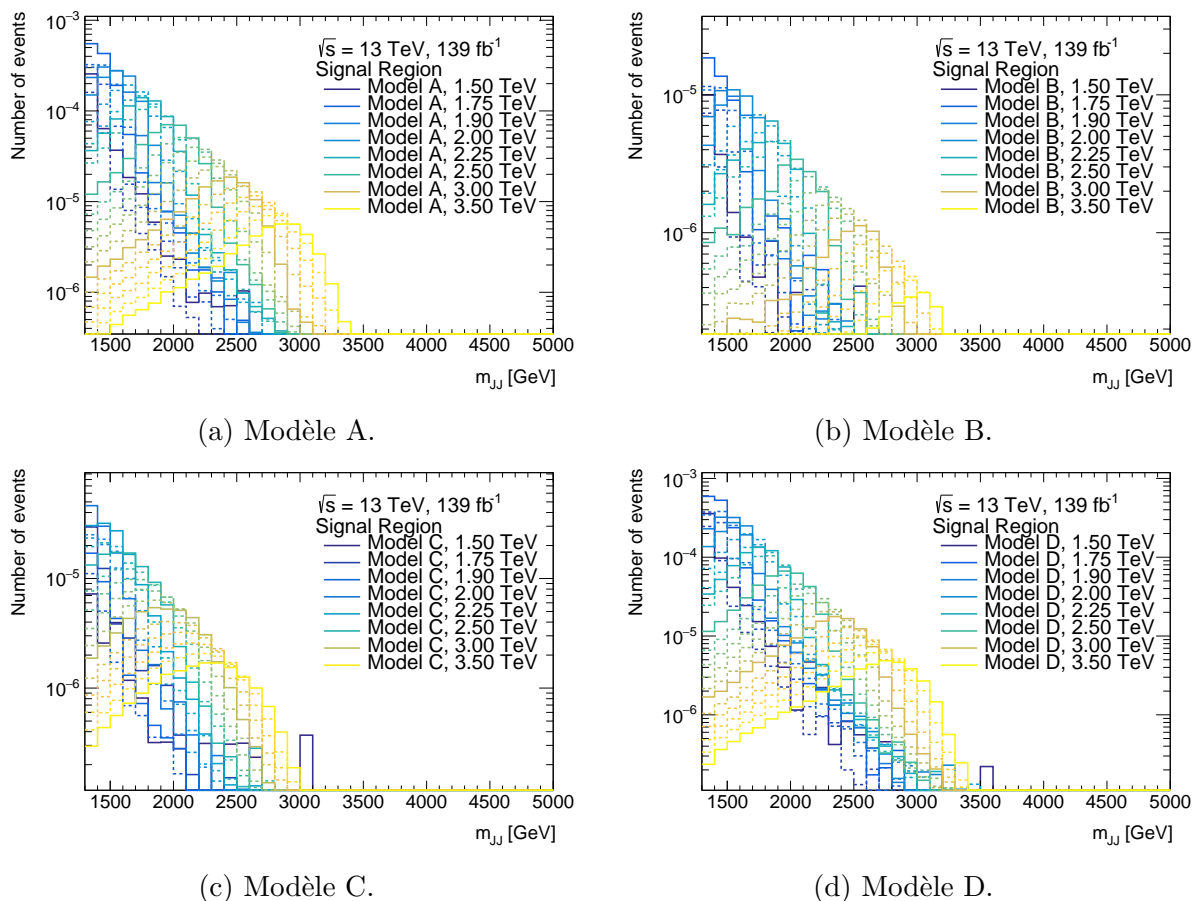 Number of events
10⁻³
10⁻⁴
10⁻⁵
10⁻⁶
√s = 13 TeV, 139 fb⁻¹
Signal Region
Model A, 1.50 TeV
Model A, 1.75 TeV
Model A, 1.90 TeV
Model A, 2.00 TeV
Model A, 2.25 TeV
Model A, 2.50 TeV
Model A, 3.00 TeV
Model A, 3.50 TeV
1500 2000 2500 3000 3500 4000 4500 5000
m_JJ [GeV]
(a) Modèle A.
Number of events
10⁻⁵
10⁻⁶
√s = 13 TeV, 139 fb⁻¹
Signal Region
Model B, 1.50 TeV
Model B, 1.75 TeV
Model B, 1.90 TeV
Model B, 2.00 TeV
Model B, 2.25 TeV
Model B, 2.50 TeV
Model B, 3.00 TeV
Model B, 3.50 TeV
1500 2000 2500 3000 3500 4000 4500 5000
m_JJ [GeV]
(b) Modèle B.
Number of events
10⁻⁵
10⁻⁶
√s = 13 TeV, 139 fb⁻¹
Signal Region
Model C, 1.50 TeV
Model C, 1.75 TeV
Model C, 1.90 TeV
Model C, 2.00 TeV
Model C, 2.25 TeV
Model C, 2.50 TeV
Model C, 3.00 TeV
Model C, 3.50 TeV
1500 2000 2500 3000 3500 4000 4500 5000
m_JJ [GeV]
(c) Modèle C.
Number of events
10⁻³
10⁻⁴
10⁻⁵
10⁻⁶
√s = 13 TeV, 139 fb⁻¹
Signal Region
Model D, 1.50 TeV
Model D, 1.75 TeV
Model D, 1.90 TeV
Model D, 2.00 TeV
Model D, 2.25 TeV
Model D, 2.50 TeV
Model D, 3.00 TeV
Model D, 3.50 TeV
1500 2000 2500 3000 3500 4000 4500 5000
m_JJ [GeV]
(d) Modèle D.